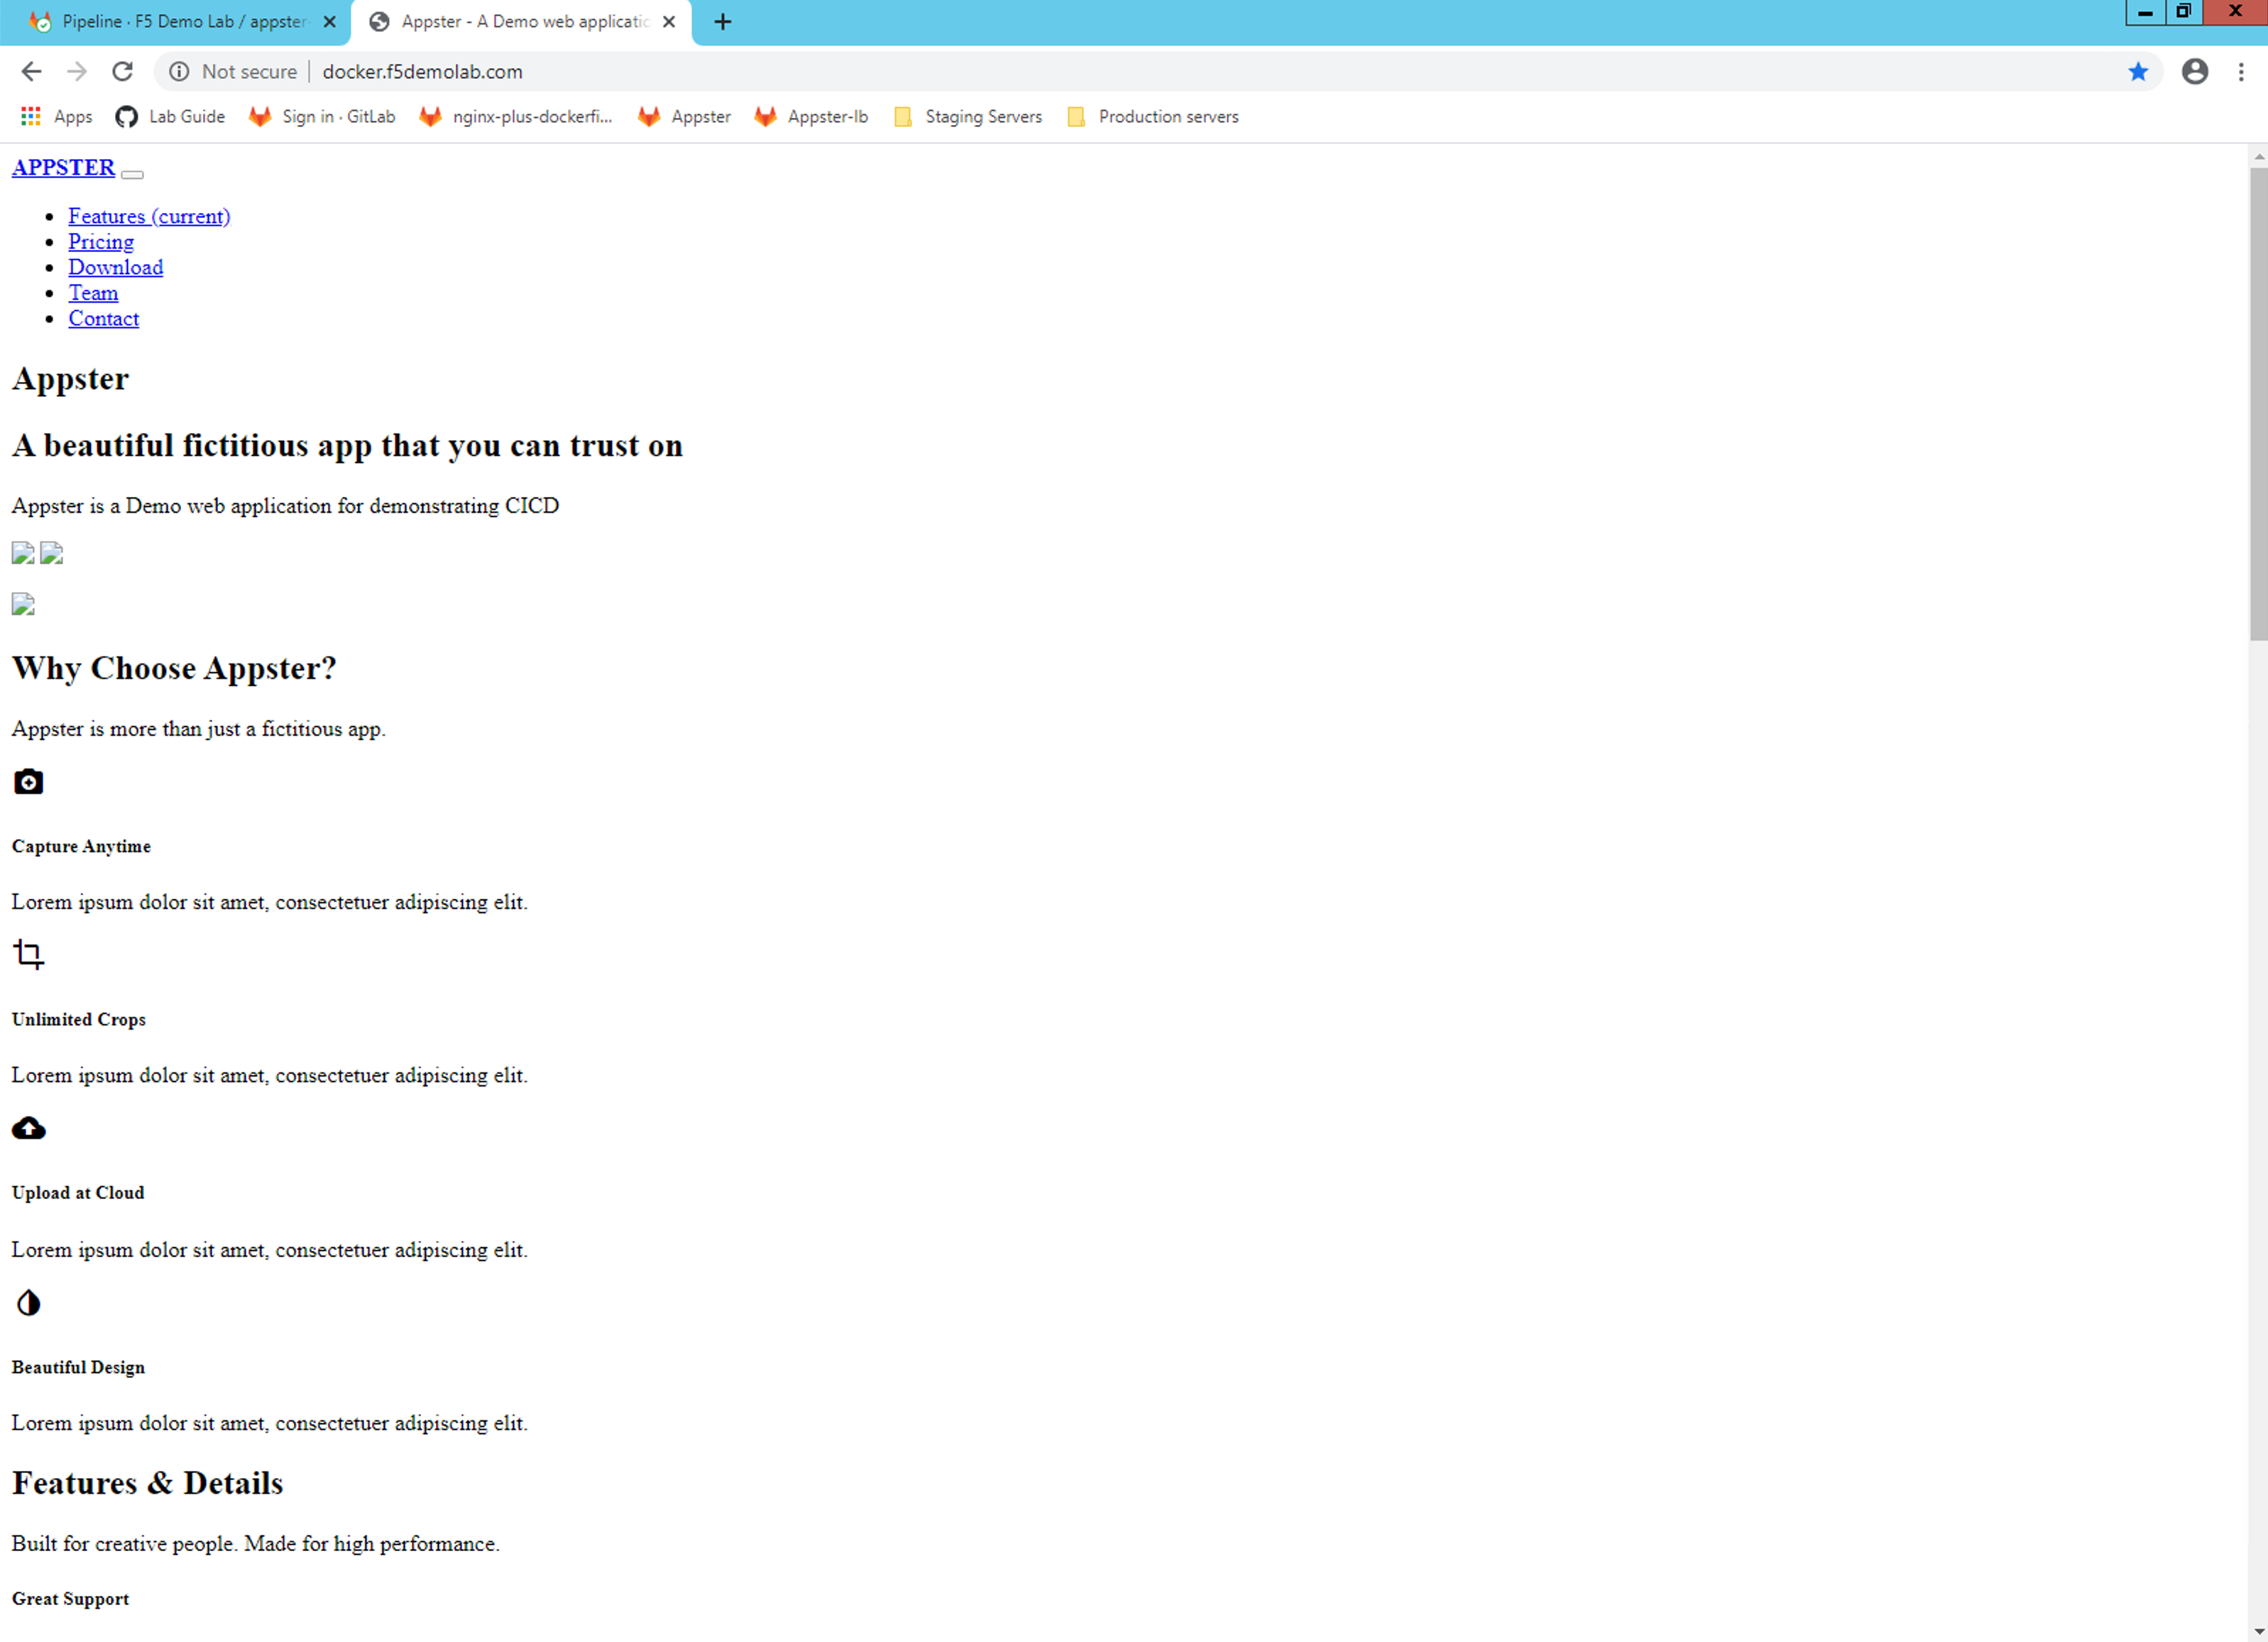 Pipeline · F5 Demo Lab / appster-
Appster - A Demo web applicatic
Not secure
docker.f5demolab.com
Apps
Lab Guide
Sign in · GitLab
nginx-plus-dockerfi...
Appster
Appster-lb
Staging Servers
Production servers
APPSTER
Features (current)
Pricing
Download
Team
Contact
Appster
A beautiful fictitious app that you can trust on
Appster is a Demo web application for demonstrating CICD
Why Choose Appster?
Appster is more than just a fictitious app.
Capture Anytime
Lorem ipsum dolor sit amet, consectetuer adipiscing elit.
Unlimited Crops
Lorem ipsum dolor sit amet, consectetuer adipiscing elit.
Upload at Cloud
Lorem ipsum dolor sit amet, consectetuer adipiscing elit.
Beautiful Design
Lorem ipsum dolor sit amet, consectetuer adipiscing elit.
Features & Details
Built for creative people. Made for high performance.
Great Support